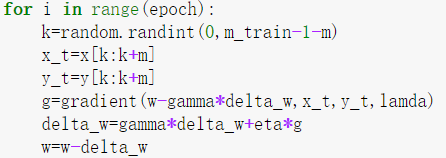 for i in range(epoch):
    k=random.randint(0,m_train-1-m)
    x_t=x[k:k+m]
    y_t=y[k:k+m]
    g=gradient(w-gamma*delta_w,x_t,y_t,lamda)
    delta_w=gamma*delta_w+eta*g
    w=w-delta_w